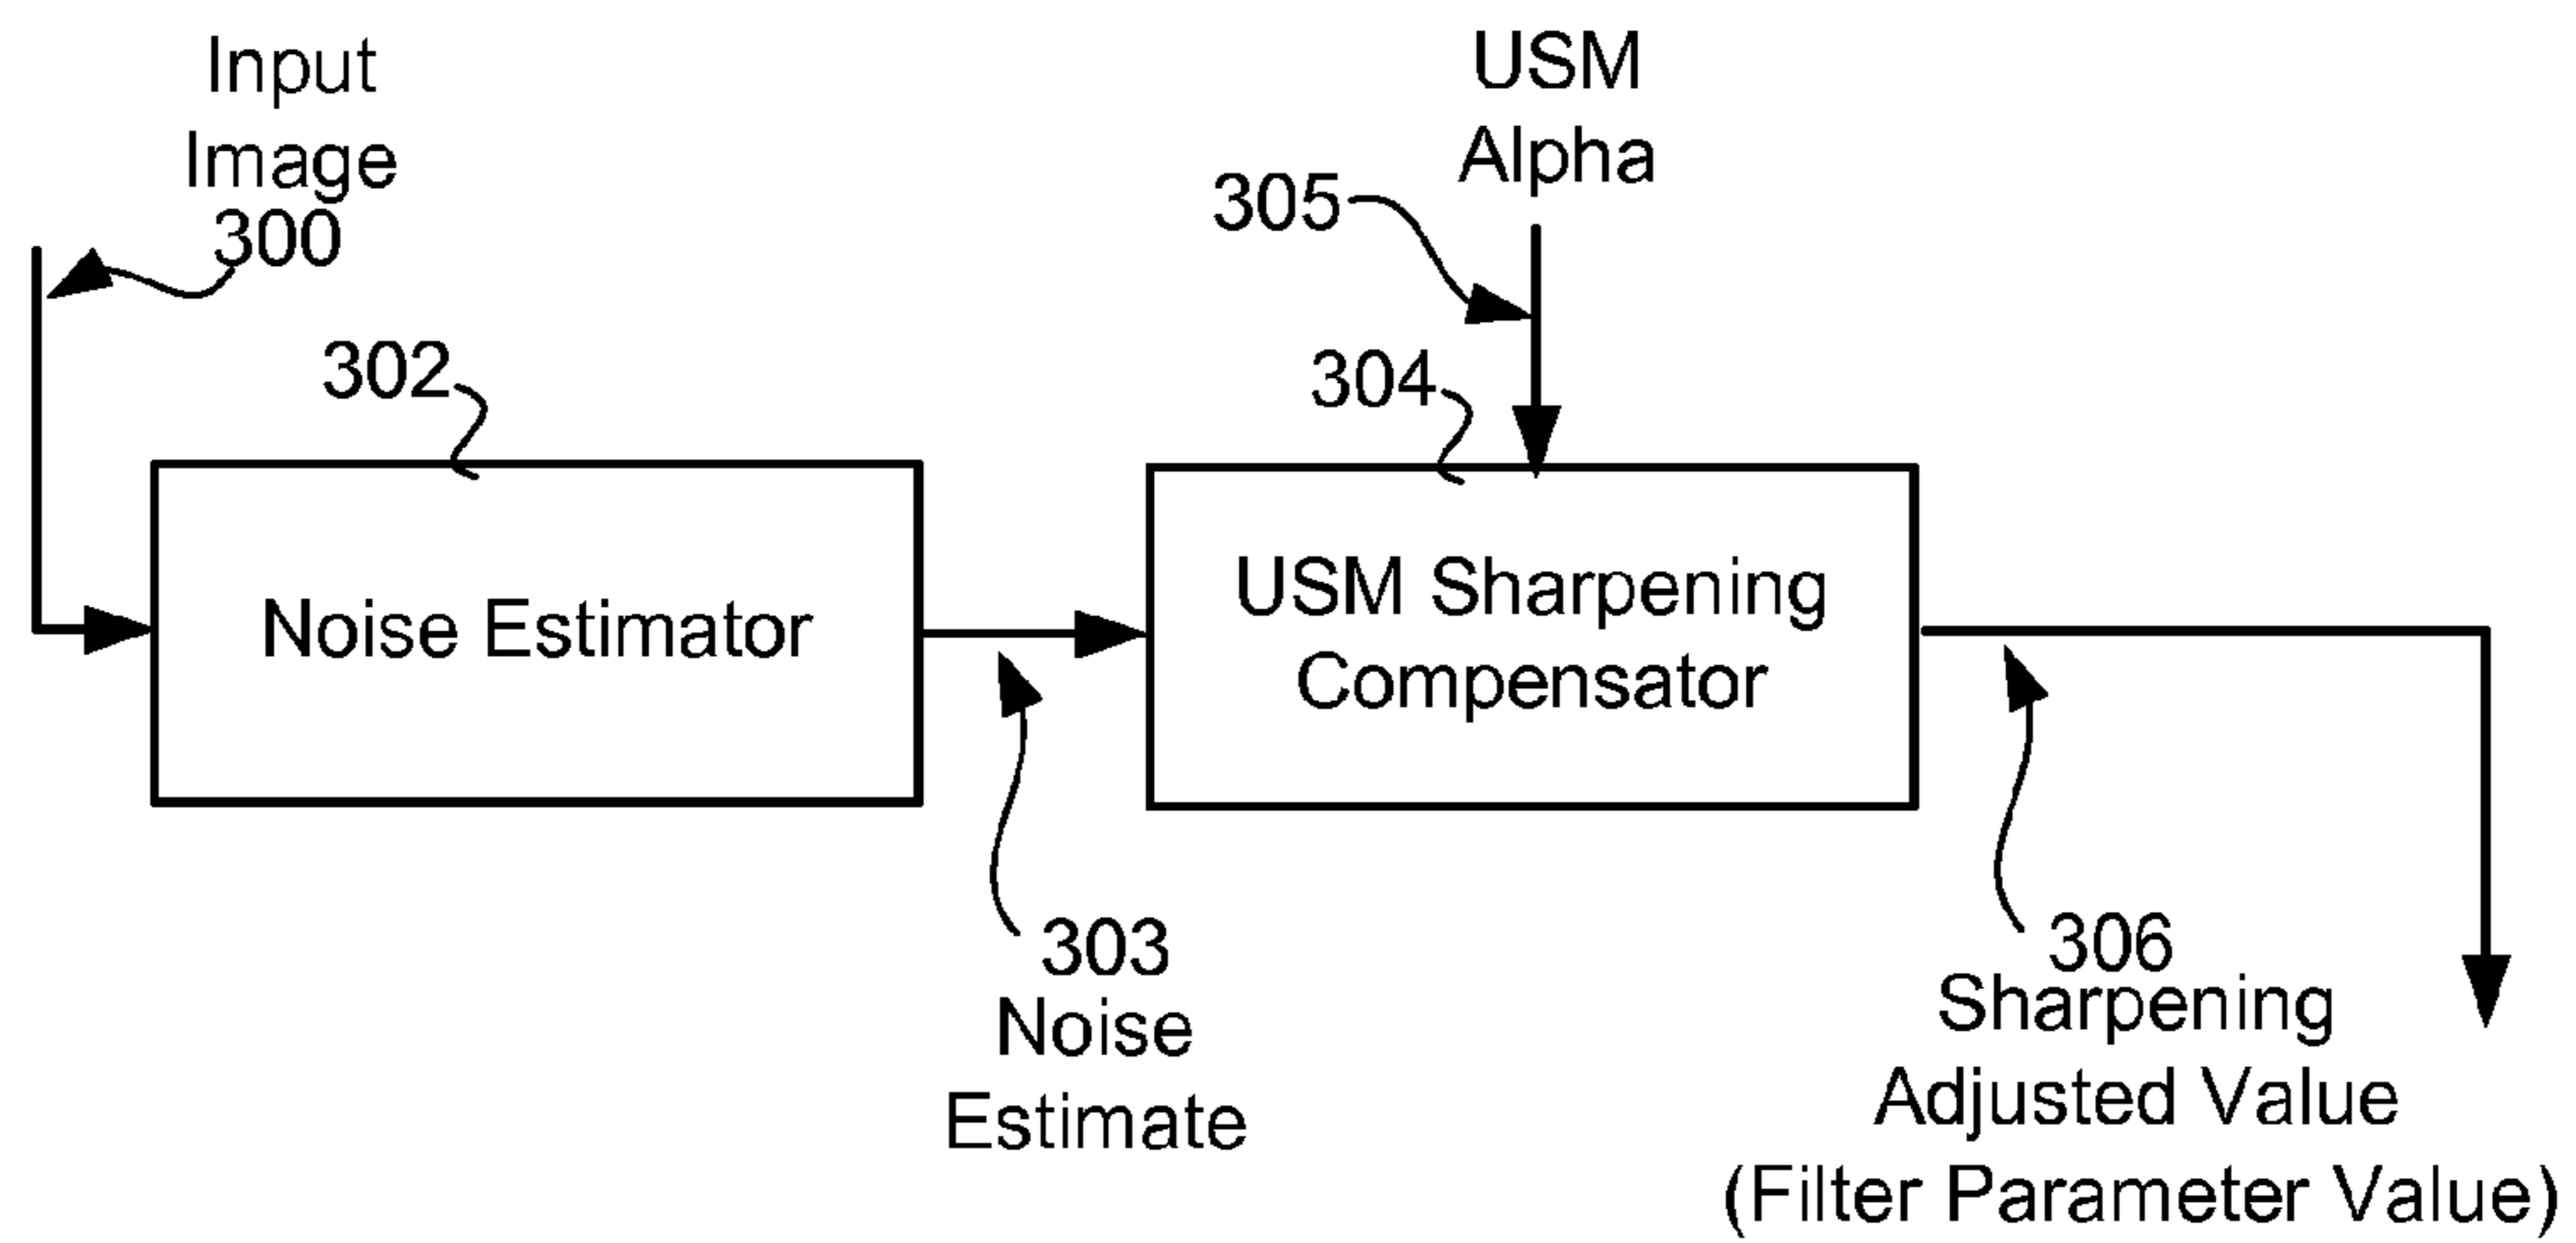 Input
Image
300
USM
Alpha
305
302
304
Noise Estimator
USM Sharpening
Compensator
303
Noise
Estimate
306
Sharpening
Adjusted Value
(Filter Parameter Value)